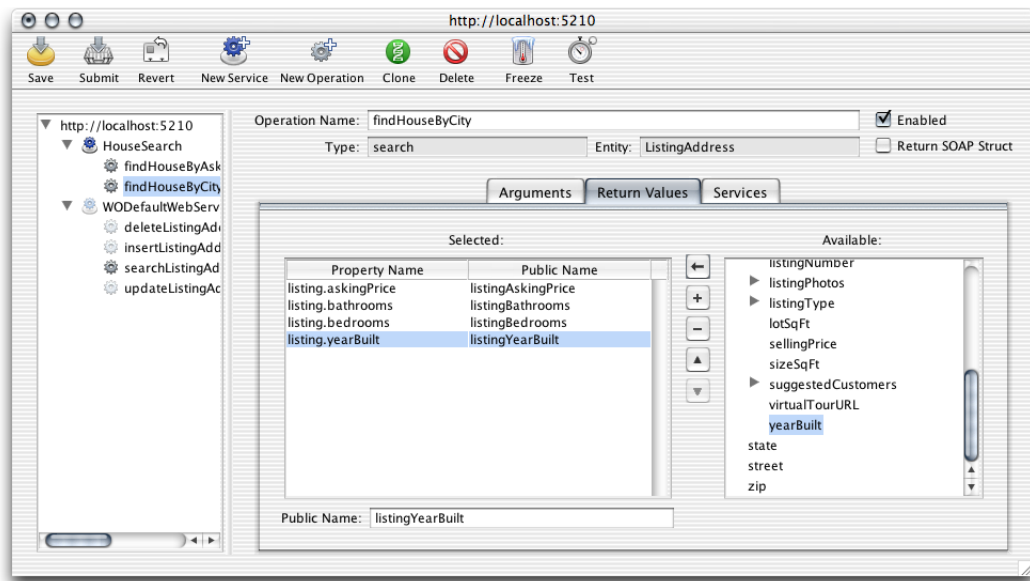 http://localhost:5210
Save Submit Revert New Service New Operation Clone Delete Freeze Test
http://localhost:5210
HouseSearch
findHouseByAsk
findHouseByCity
WODefaultWebServ
deleteListingAd
insertListingAdd
searchListingAd
updateListingAc
Operation Name: findHouseByCity Enabled
Type: search Entity: ListingAddress Return SOAP Struct
Arguments Return Values Services
Selected:
Property Name Public Name
listing.askingPrice listingAskingPrice
listing.bathrooms listingBathrooms
listing.bedrooms listingBedrooms
listing.yearBuilt listingYearBuilt
Public Name: listingYearBuilt
Available:
listingNumber
listingPhotos
listingType
lotSqFt
sellingPrice
sizeSqFt
suggestedCustomers
virtualTourURL
yearBuilt
state
street
zip